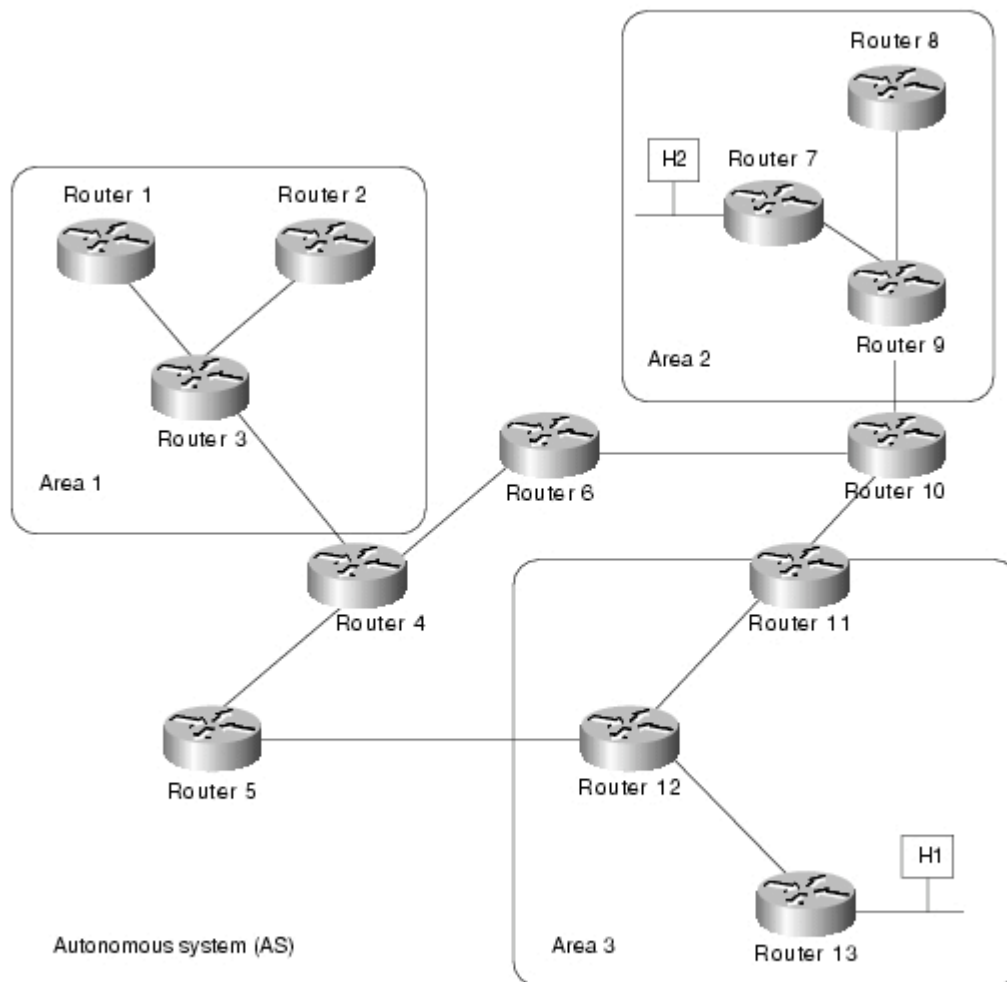 Router 8
H2
Router 7
Router 1
Router 2
Router 9
Area 2
Router 3
Area 1
Router 6
Router 10
Router 4
Router 11
Router 5
Router 12
H1
Autonomous system (AS)
Area 3
Router 13